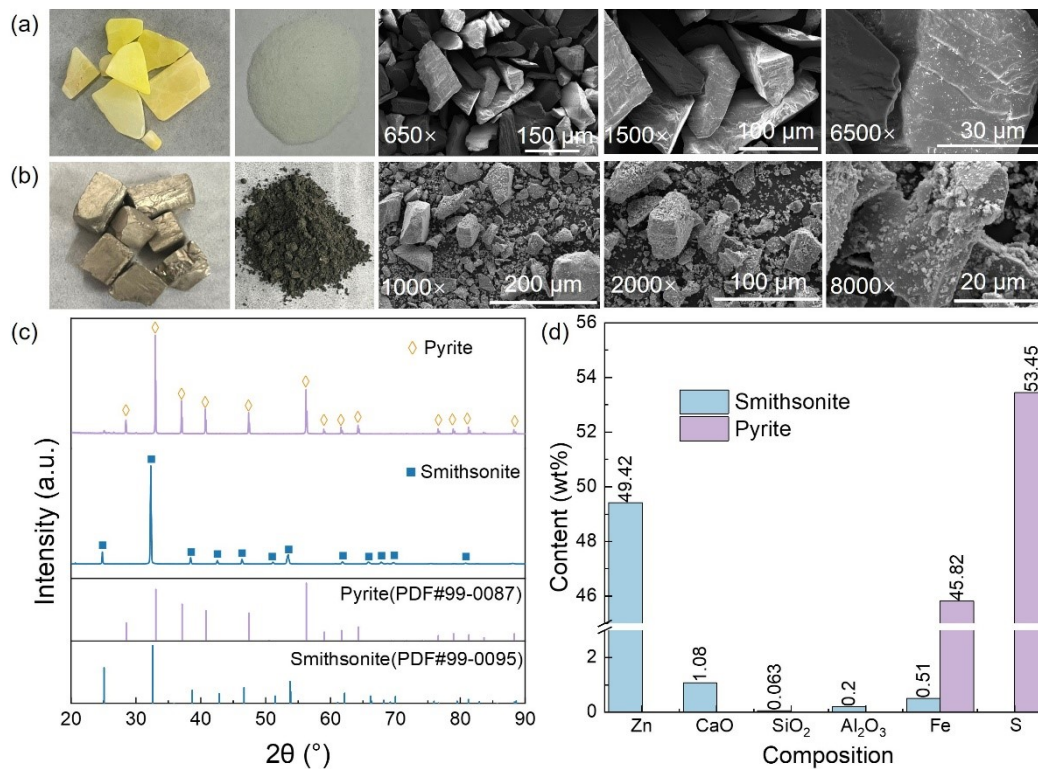 (a)
650× 150 μm
1500× 100 μm
6500× 30 μm
(b)
1000× 200 μm
2000× 100 μm
8000× 20 μm
(c)
Pyrite
Smithsonite
Pyrite(PDF#99-0087)
Smithsonite(PDF#99-0095)
Intensity (a.u.)
20 30 40 50 60 70 80 90
2θ (°)
(d)
56
54
52
50
48
46
2
1
0
Content (wt%)
Smithsonite
Pyrite
49.42
1.08
0.063
0.2
0.51
45.82
53.45
Zn CaO SiO₂ Al₂O₃ Fe S
Composition